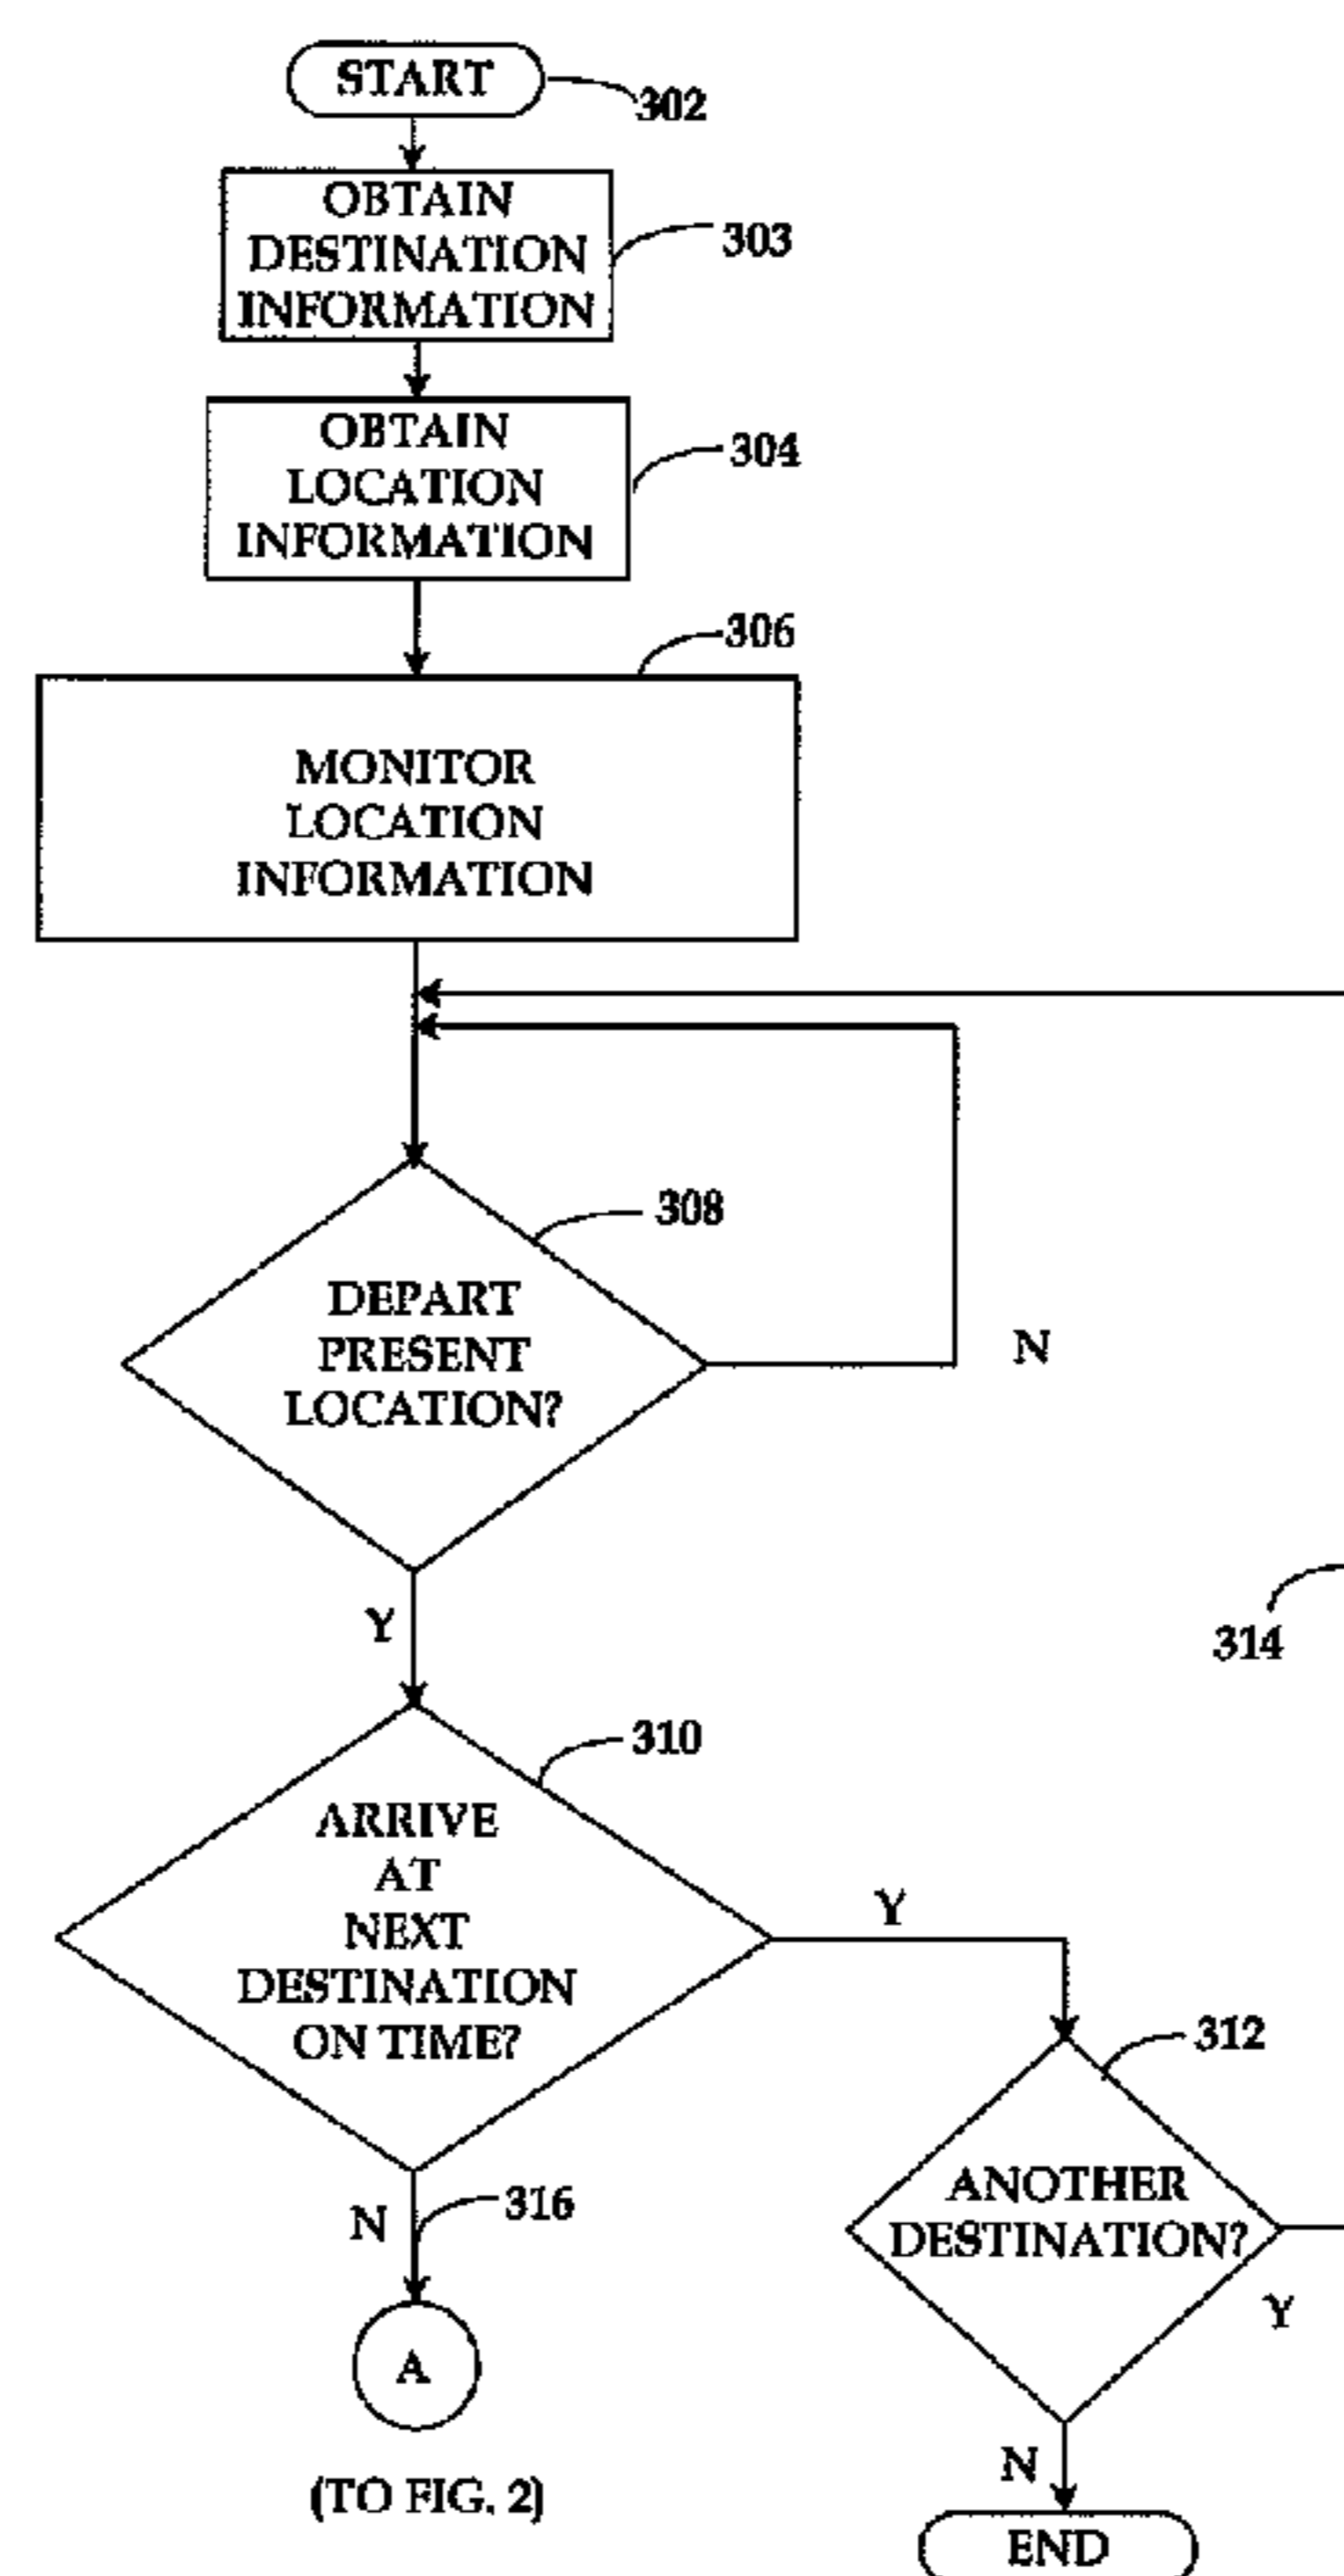 START
302
OBTAIN
DESTINATION
INFORMATION
303
OBTAIN
LOCATION
INFORMATION
304
306
MONITOR
LOCATION
INFORMATION
308
DEPART
PRESENT
LOCATION?
N
Y
314
310
ARRIVE
AT
NEXT
DESTINATION
ON TIME?
Y
312
ANOTHER
DESTINATION?
Y
N
316
A
(TO FIG. 2)
N
END